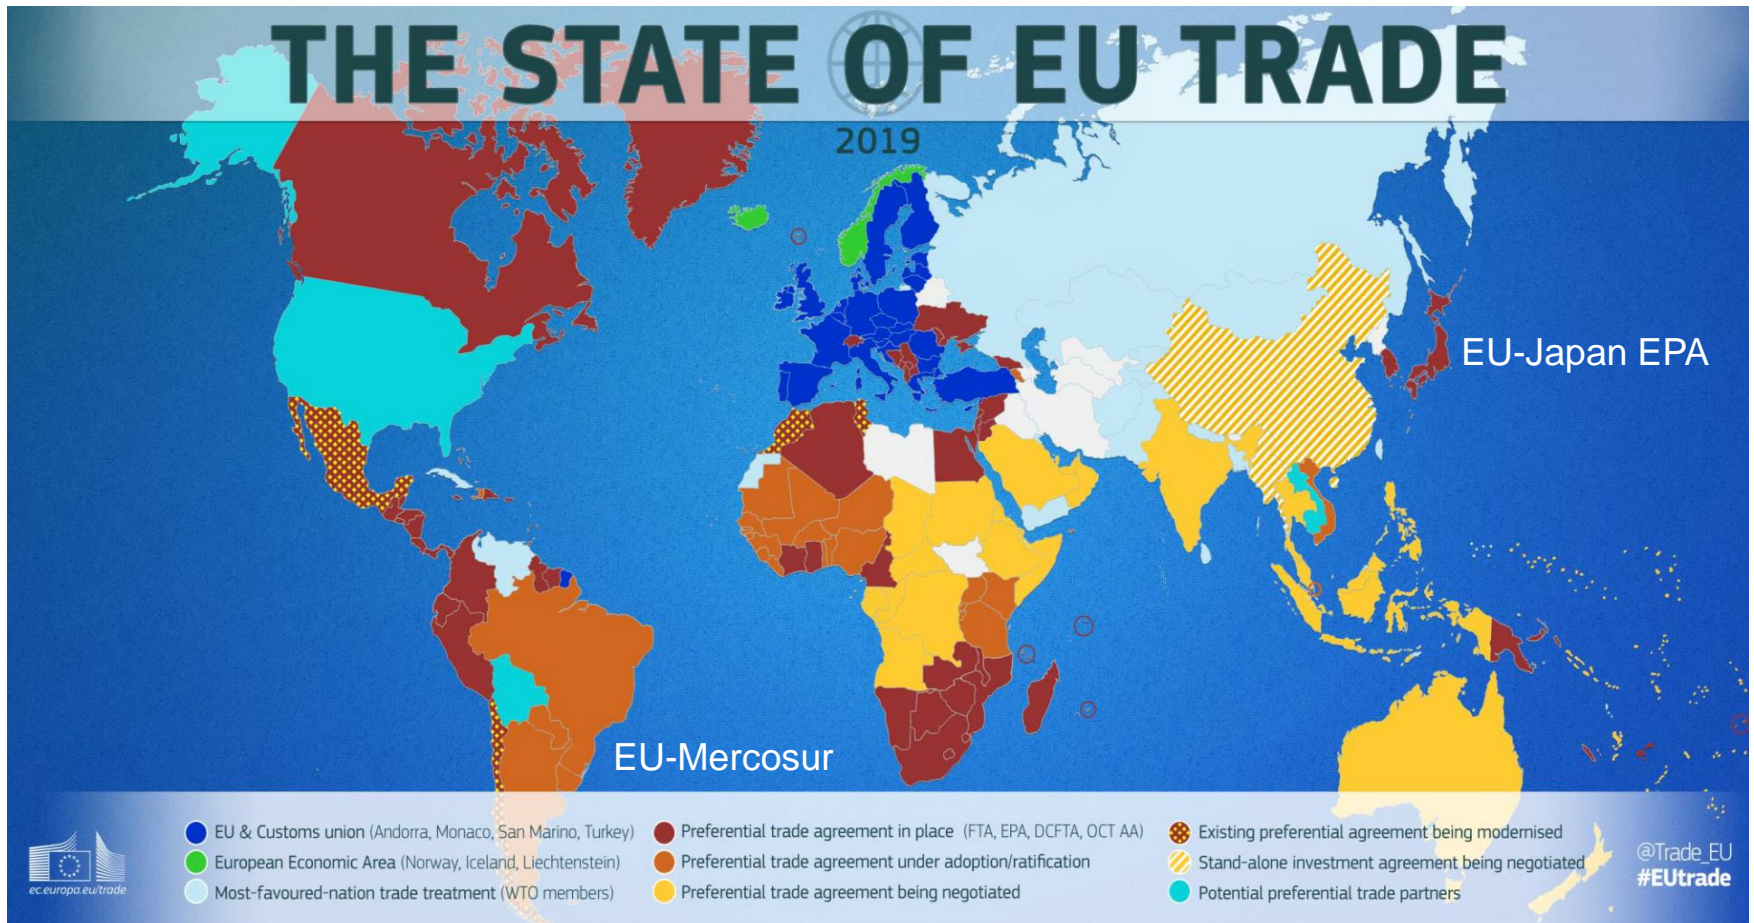 THE STATE OF EU TRADE
2019
EU-Japan EPA
EU-Mercosur
EU & Customs union (Andorra, Monaco, San Marino, Turkey)
European Economic Area (Norway, Iceland, Liechtenstein)
Most-favoured-nation trade treatment (WTO members)
Preferential trade agreement in place (FTA, EPA, DCFTA, OCT AA)
Preferential trade agreement under adoption/ratification
Preferential trade agreement being negotiated
Existing preferential agreement being modernised
Stand-alone investment agreement being negotiated
Potential preferential trade partners
ec.europa.eu/trade
@Trade_EU
#EUtrade